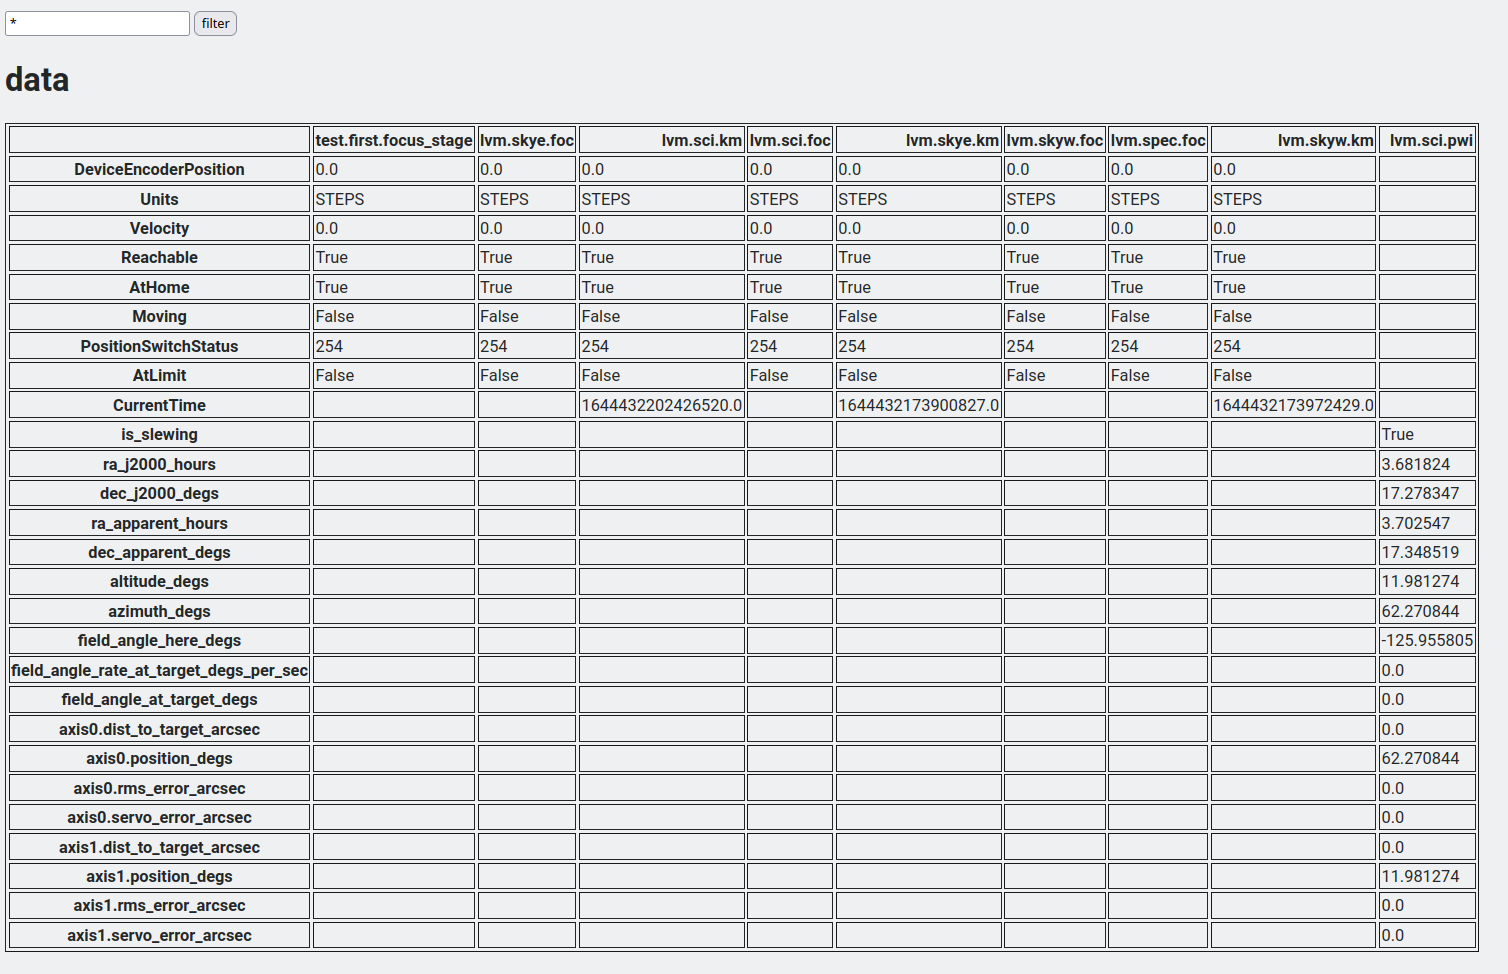 * filter
data
test.first.focus_stage lvm.skye.foc lvm.sci.km lvm.sci.foc lvm.skye.km lvm.skyw.foc lvm.spec.foc lvm.skyw.km lvm.sci.pwi
DeviceEncoderPosition 0.0 0.0 0.0 0.0 0.0 0.0 0.0 0.0
Units STEPS STEPS STEPS STEPS STEPS STEPS STEPS STEPS
Velocity 0.0 0.0 0.0 0.0 0.0 0.0 0.0 0.0
Reachable True True True True True True True True
AtHome True True True True True True True True
Moving False False False False False False False False
PositionSwitchStatus 254 254 254 254 254 254 254 254
AtLimit False False False False False False False False
CurrentTime 1644432202426520.0 1644432173900827.0 1644432173972429.0
is_slewing True
ra_j2000_hours 3.681824
dec_j2000_degs 17.278347
ra_apparent_hours 3.702547
dec_apparent_degs 17.348519
altitude_degs 11.981274
azimuth_degs 62.270844
field_angle_here_degs -125.955805
field_angle_rate_at_target_degs_per_sec 0.0
field_angle_at_target_degs 0.0
axis0.dist_to_target_arcsec 0.0
axis0.position_degs 62.270844
axis0.rms_error_arcsec 0.0
axis0.servo_error_arcsec 0.0
axis1.dist_to_target_arcsec 0.0
axis1.position_degs 11.981274
axis1.rms_error_arcsec 0.0
axis1.servo_error_arcsec 0.0